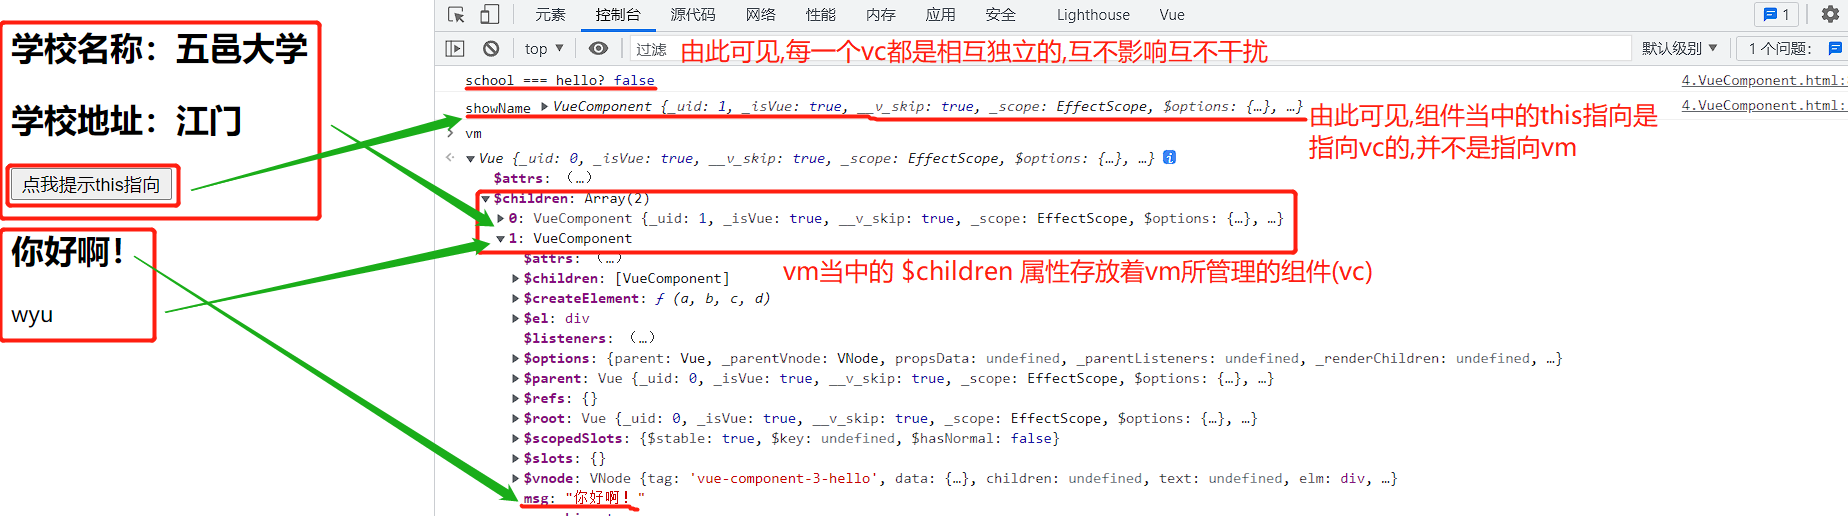 学校名称：五邑大学
学校地址：江门
点我提示this指向
你好啊！
wyu
元素 控制台 源代码 网络 性能 内存 应用 安全 Lighthouse Vue 1
top ▼ 过滤 默认级别 ▼ 1 个问题：
由此可见,每一个vc都是相互独立的,互不影响互不干扰
school === hello? false 4.VueComponent.html:
showName ▶VueComponent {_uid: 1, _isVue: true, __v_skip: true, _scope: EffectScope, $options: {…}, …} 4.VueComponent.html:
由此可见,组件当中的this指向是
指向vc的,并不是指向vm
> vm
▼Vue {_uid: 0, _isVue: true, __v_skip: true, _scope: EffectScope, $options: {…}, …} i
$attrs: （…）
▼$children: Array(2)
▶0: VueComponent {_uid: 1, _isVue: true, __v_skip: true, _scope: EffectScope, $options: {…}, …}
▼1: VueComponent
$attrs: （…）
vm当中的 $children 属性存放着vm所管理的组件(vc)
▶$children: [VueComponent]
▶$createElement: ƒ (a, b, c, d)
▶$el: div
$listeners: （…）
▶$options: {parent: Vue, _parentVnode: VNode, propsData: undefined, _parentListeners: undefined, _renderChildren: undefined, …}
▶$parent: Vue {_uid: 0, _isVue: true, __v_skip: true, _scope: EffectScope, $options: {…}, …}
▶$refs: {}
▶$root: Vue {_uid: 0, _isVue: true, __v_skip: true, _scope: EffectScope, $options: {…}, …}
▶$scopedSlots: {$stable: true, $key: undefined, $hasNormal: false}
▶$slots: {}
▶$vnode: VNode {tag: 'vue-component-3-hello', data: {…}, children: undefined, text: undefined, elm: div, …}
msg: "你好啊！"